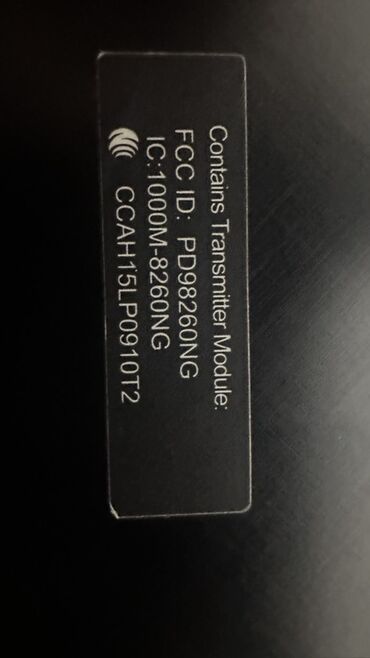 Contains Transmitter Module:
FCC ID: PD98260NG
IC:1000M-8260NG
CCAH15LP0910T2